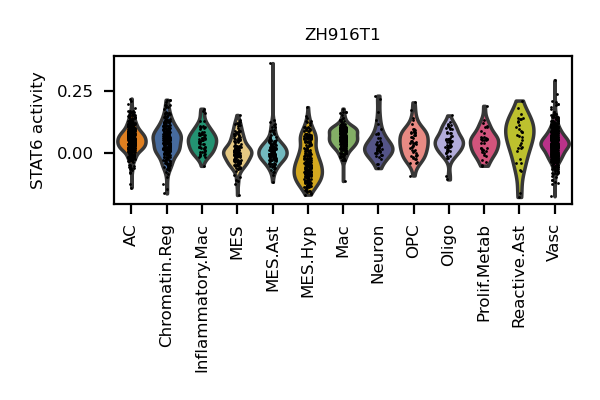 ZH916T1
STAT6 activity
0.25
0.00
AC
Chromatin.Reg
Inflammatory.Mac
MES
MES.Ast
MES.Hyp
Mac
Neuron
OPC
Oligo
Prolif.Metab
Reactive.Ast
Vasc